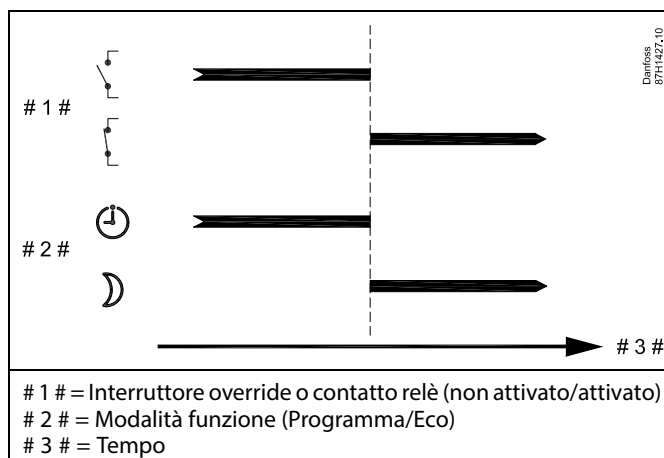 Danfoss
87H1427.10
# 1 #
# 2 #
# 3 #
# 1 # = Interruttore override o contatto relè (non attivato/attivato)
# 2 # = Modalità funzione (Programma/Eco)
# 3 # = Tempo